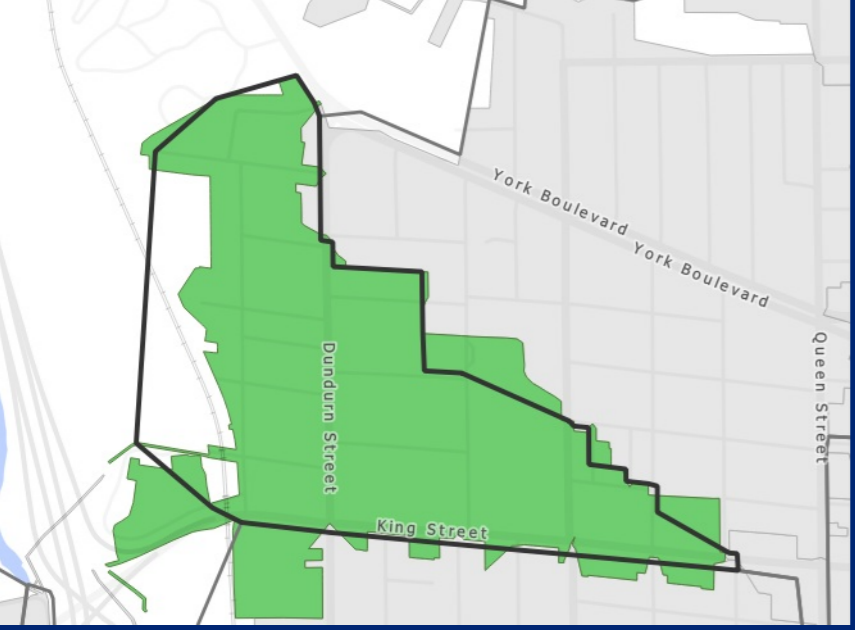 York Boulevard
York Boulevard
Queen Street
Dundurn Street
King Street